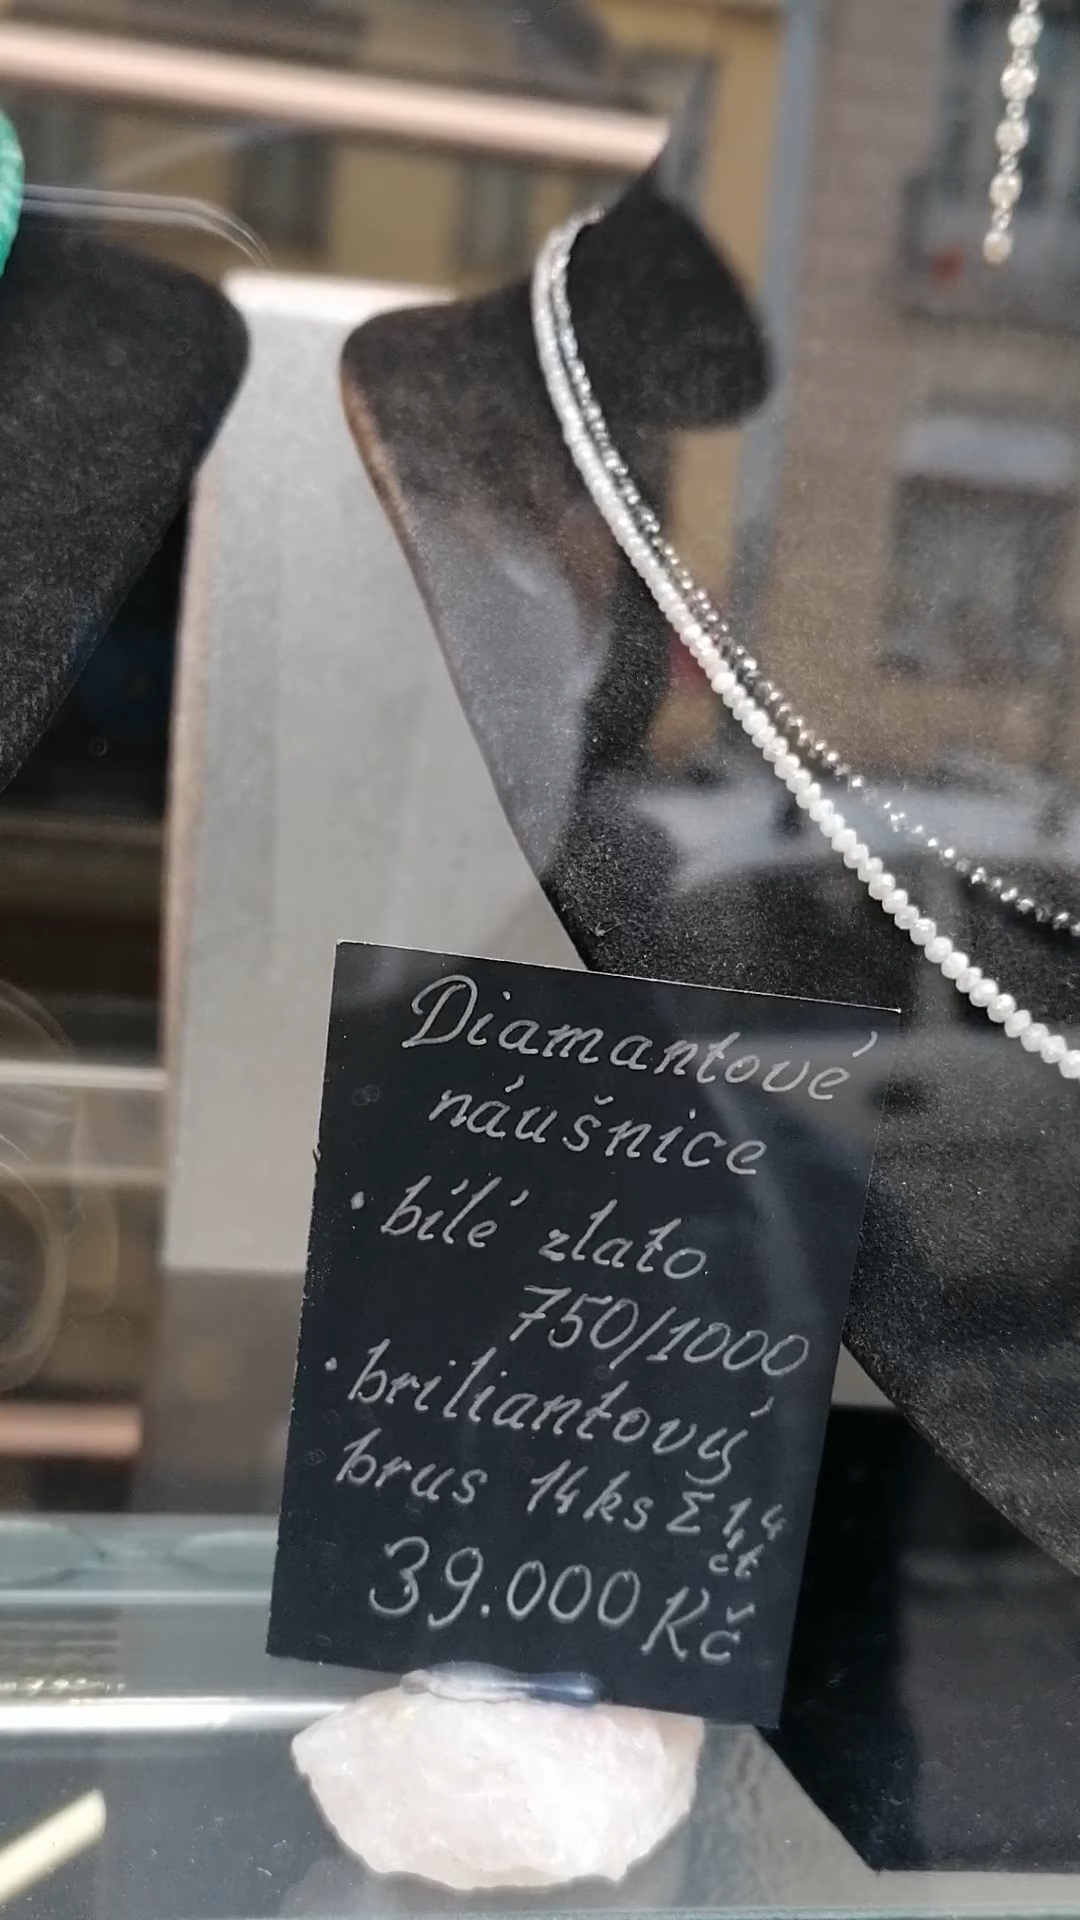 Diamantové
náušnice
• bílé zlato
750/1000
• briliantový
brus 14ks Σ 1,4
ct
39.000 Kč